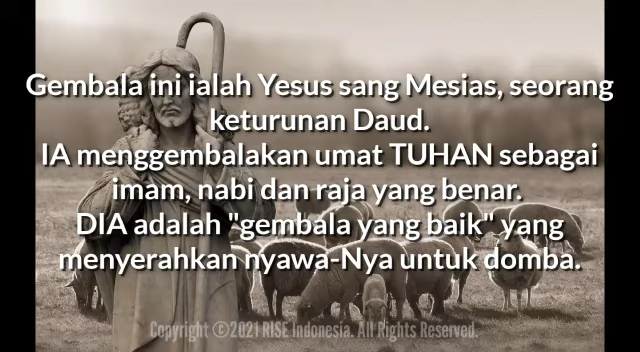 Gembala ini ialah Yesus sang Mesias, seorang
keturunan Daud.
IA menggembalakan umat TUHAN sebagai
imam, nabi dan raja yang benar.
DIA adalah "gembala yang baik" yang
menyerahkan nyawa-Nya untuk domba.
Copyright ©2021 RISE Indonesia. All Rights Reserved.